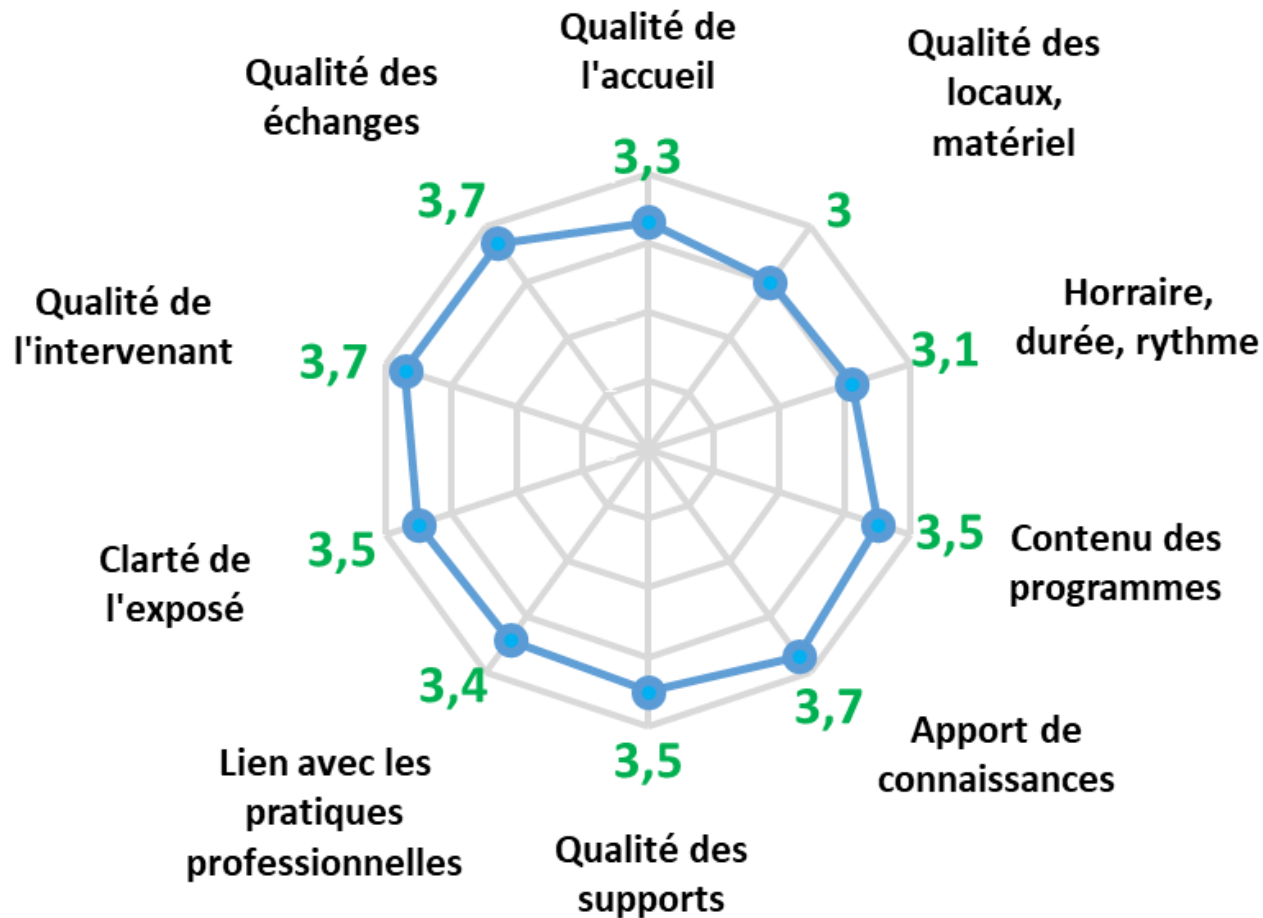 Qualité de
l'accueil
3,3
Qualité des
locaux,
matériel
3
Horraire,
durée, rythme
3,1
Contenu des
programmes
3,5
Apport de
connaissances
3,7
Qualité des
supports
3,5
Lien avec les
pratiques
professionnelles
3,4
Clarté de
l'exposé
3,5
Qualité de
l'intervenant
3,7
Qualité des
échanges
3,7